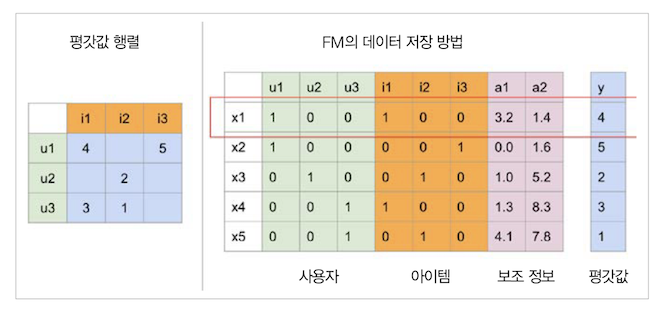 평갓값 행렬
i1 i2 i3
u1 4 5
u2 2
u3 3 1
FM의 데이터 저장 방법
u1 u2 u3 i1 i2 i3 a1 a2 y
x1 1 0 0 1 0 0 3.2 1.4 4
x2 1 0 0 0 0 1 0.0 1.6 5
x3 0 1 0 0 1 0 1.0 5.2 2
x4 0 0 1 1 0 0 1.3 8.3 3
x5 0 0 1 0 1 0 4.1 7.8 1
사용자 아이템 보조 정보 평갓값